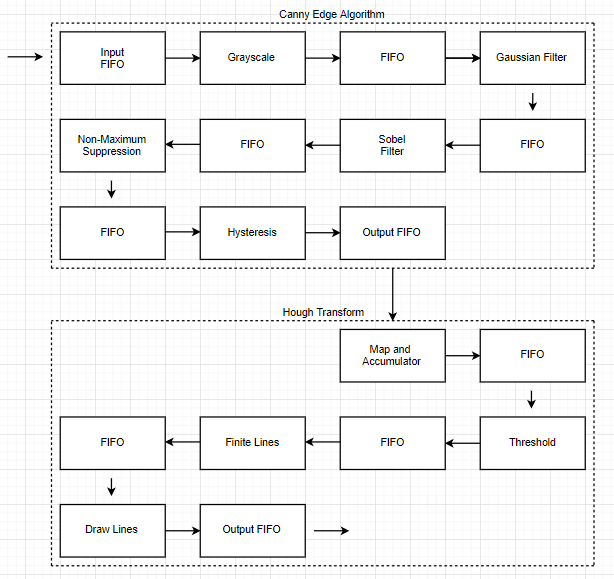 Canny Edge Algorithm
Input
FIFO
Grayscale
FIFO
Gaussian Filter
Non-Maximum
Suppression
FIFO
Sobel
Filter
FIFO
FIFO
Hysteresis
Output FIFO
Hough Transform
Map and
Accumulator
FIFO
FIFO
Finite Lines
FIFO
Threshold
Draw Lines
Output FIFO